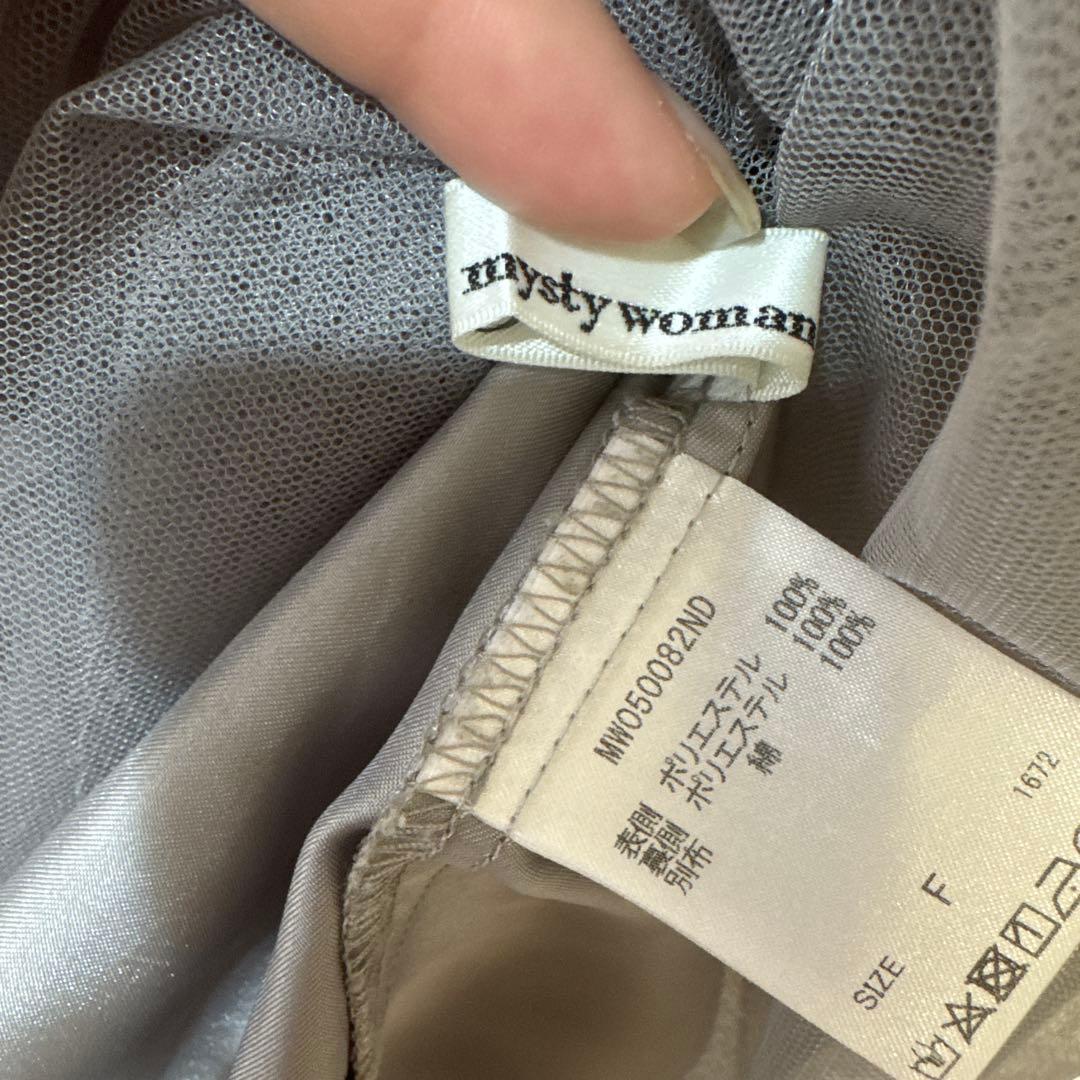 mysty woman
MW050082ND
表側 ポリエステル 100%
裏側 ポリエステル 100%
別布 綿 100%
SIZE F
1672